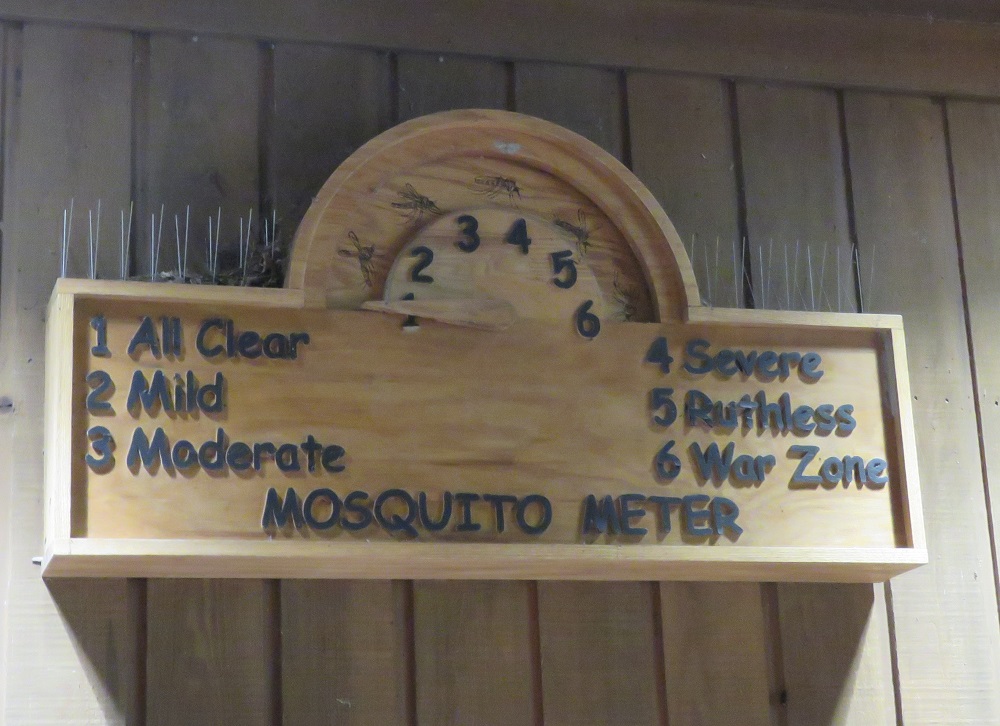 1
2
3
4
5
6
1 All Clear
2 Mild
3 Moderate
4 Severe
5 Ruthless
6 War Zone
MOSQUITO METER